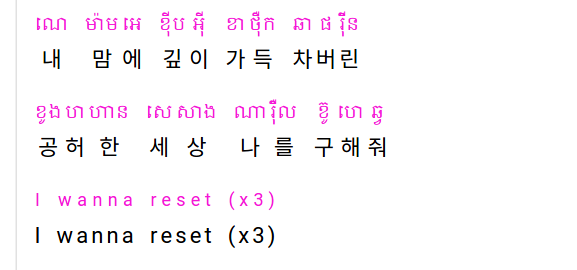 ណេ ម៉ាមអេ ខ៊ីប អ៊ី ខាថ៊ឺក ឆា ផ រ៉ីន
내 맘에 깊이 가득 차버린
ខូងហហាន សេសាង ណារ៉ឺល ខ៊ូ ហេ ឆ្វ
공허한 세상 나를 구해줘
I wanna reset (x3)
I wanna reset (x3)